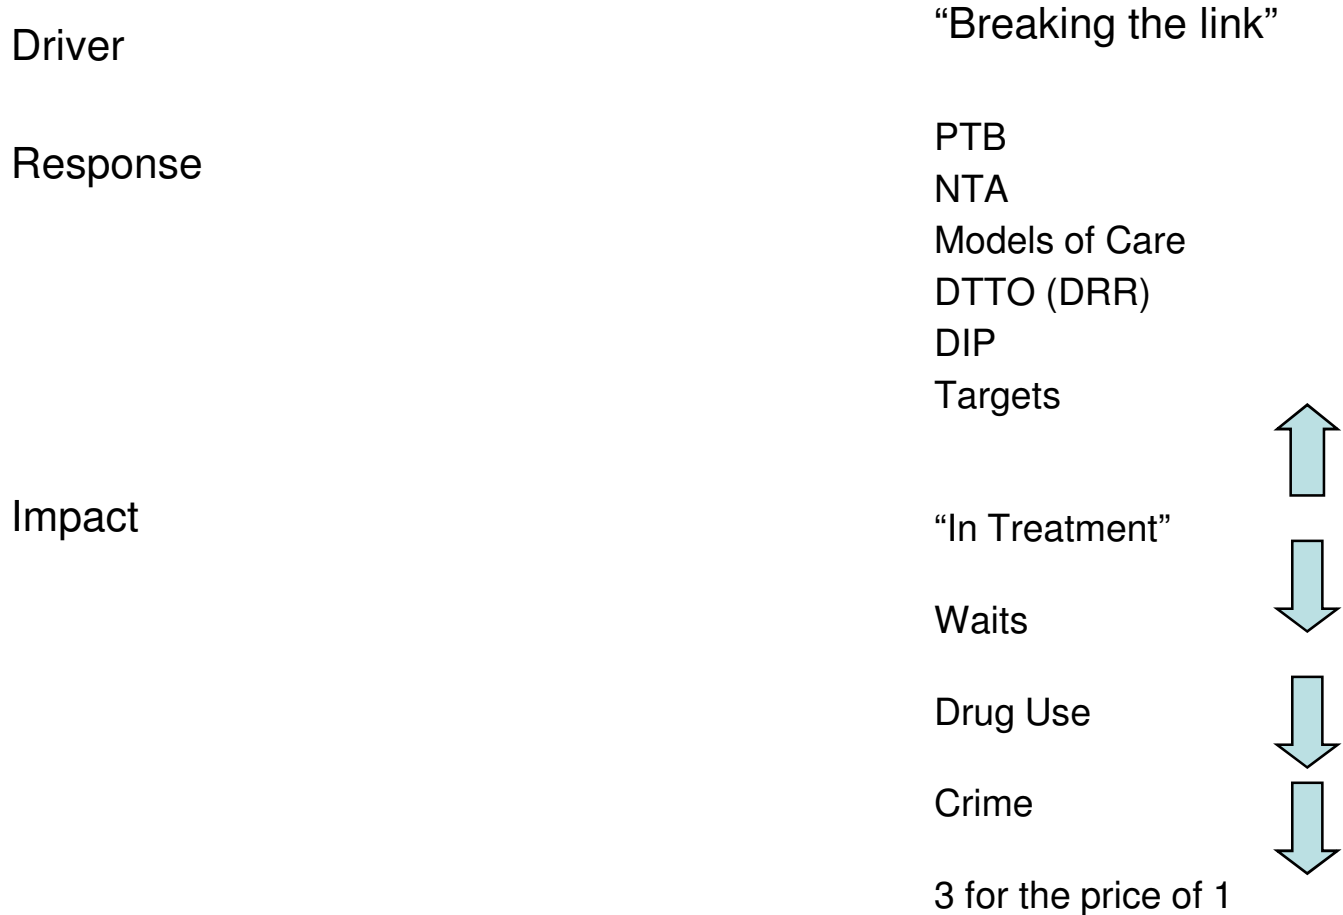 Driver
“Breaking the link”
Response
PTB
NTA
Models of Care
DTTO (DRR)
DIP
Targets
Impact
“In Treatment”
Waits
Drug Use
Crime
3 for the price of 1